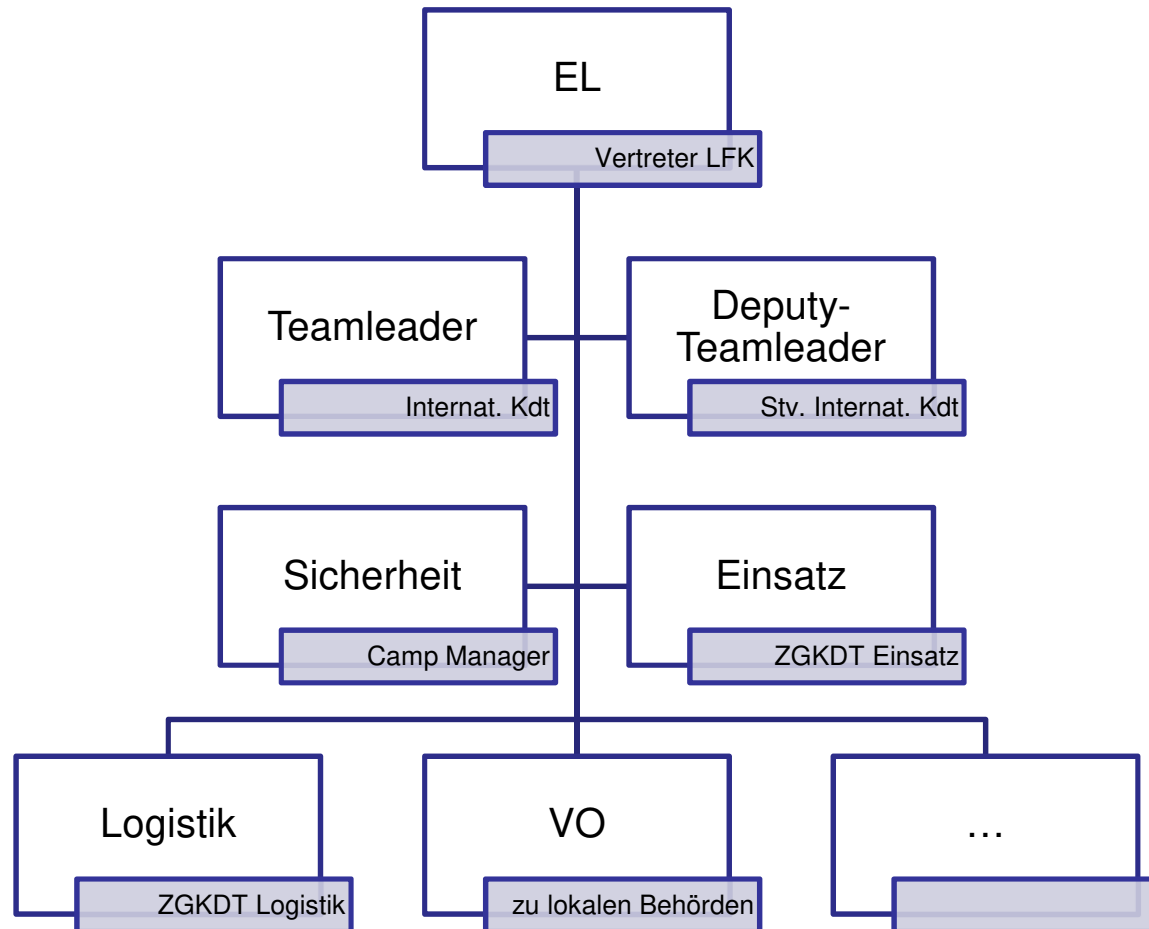 EL
Vertreter LFK
Teamleader
Internat. Kdt
Deputy-
Teamleader
Stv. Internat. Kdt
Sicherheit
Camp Manager
Einsatz
ZGKDT Einsatz
Logistik
ZGKDT Logistik
VO
zu lokalen Behörden
...